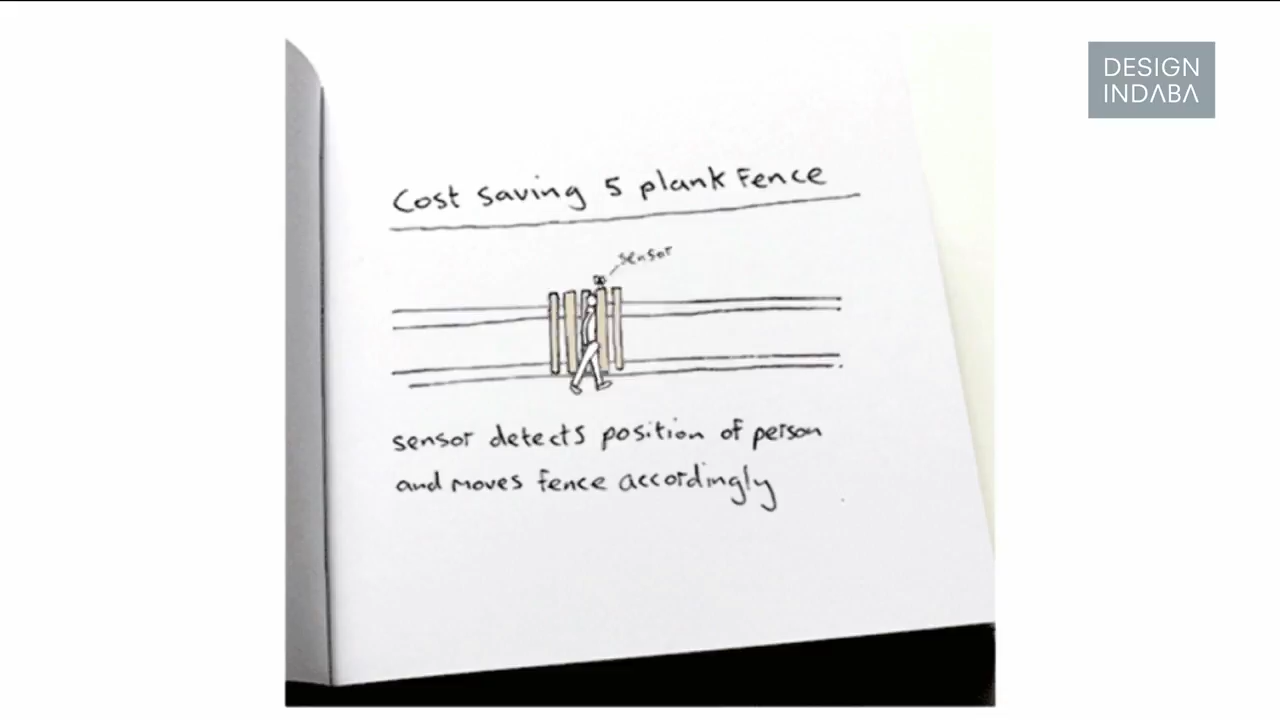 DESIGN
INDABA
Cost saving 5 plank Fence
sensor
sensor detects position of person
and moves fence accordingly